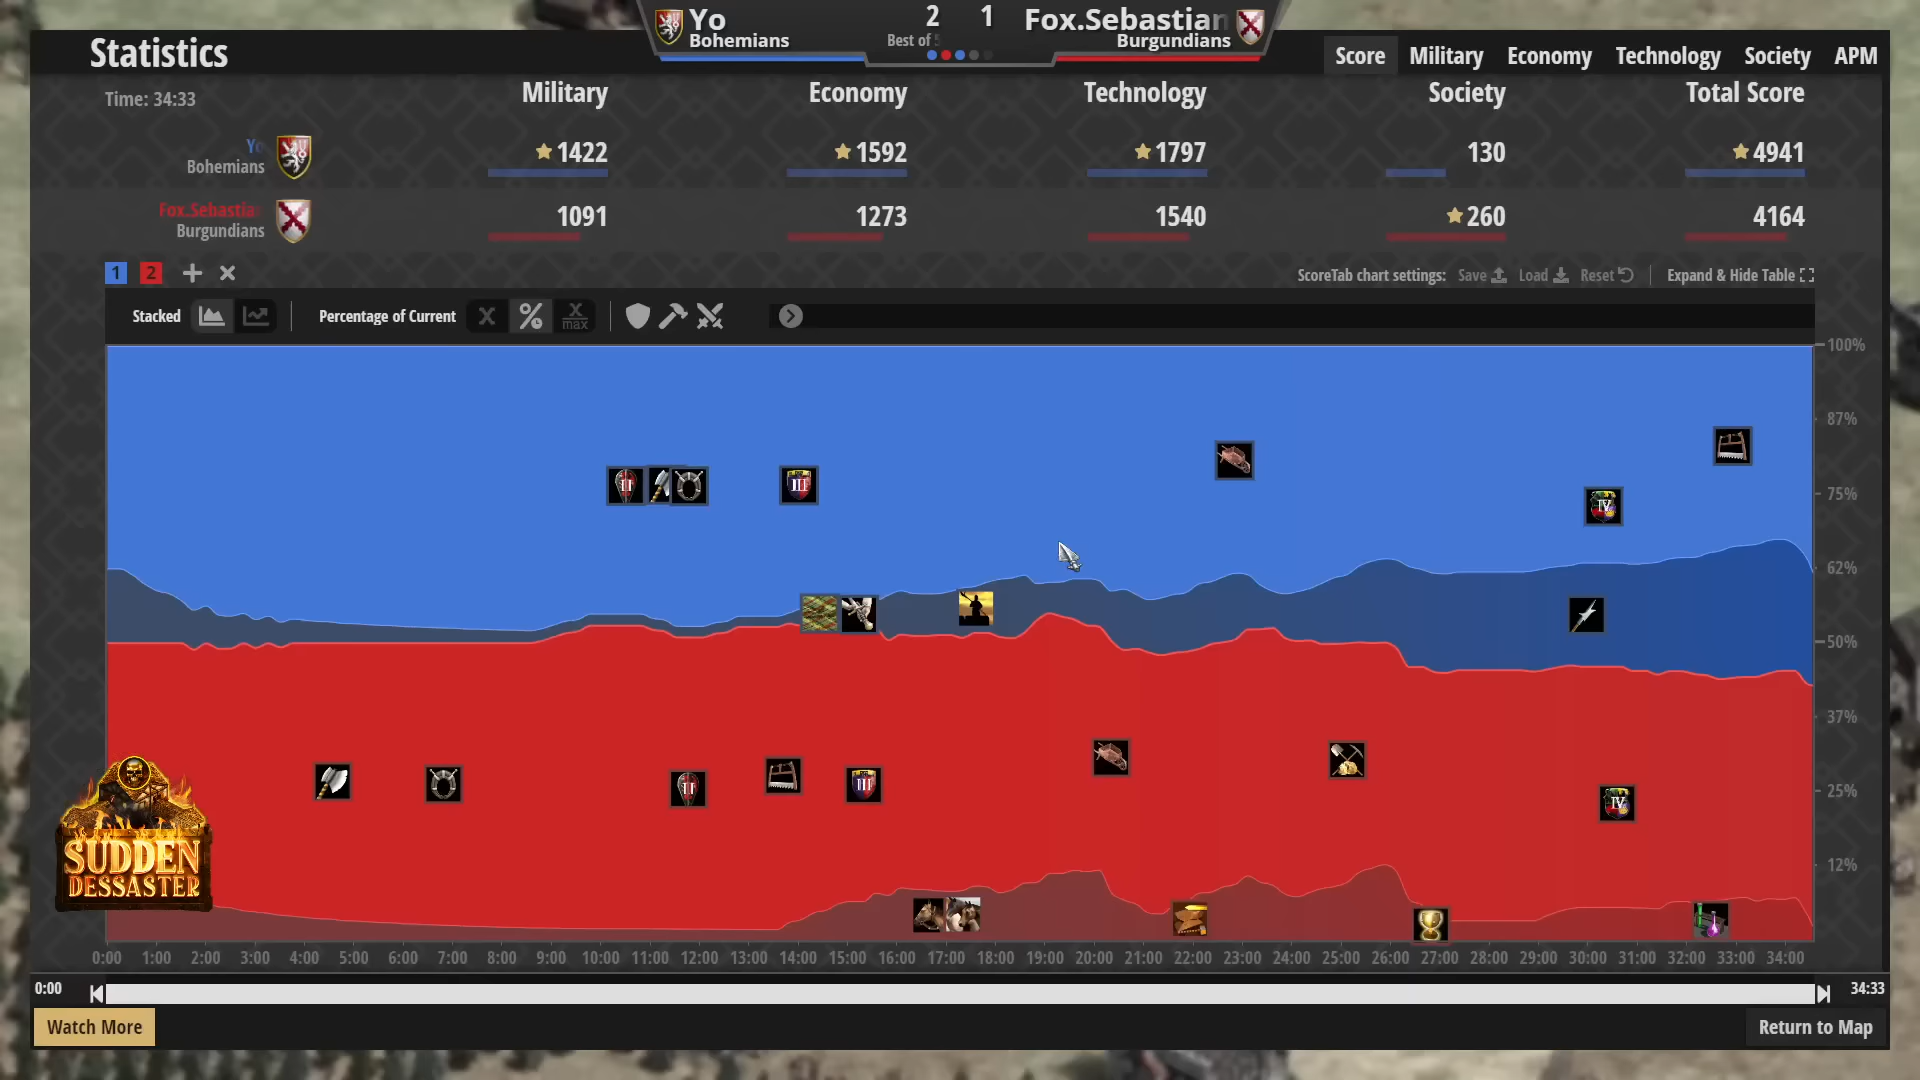 Yo
Bohemians
2 1
Best of 5
Fox.Sebastian
Burgundians
Statistics
Score Military Economy Technology Society APM
Time: 34:33
Military Economy Technology Society Total Score
Yo
Bohemians
1422 1592 1797 130 4941
Fox.Sebastian
Burgundians
1091 1273 1540 260 4164
1 2
ScoreTab chart settings: Save Load Reset Expand & Hide Table
Stacked Percentage of Current X % X max
100%
87%
75%
62%
50%
37%
25%
12%
II III IV
II III IV
SUDDEN
DESSASTER
0:00 1:00 2:00 3:00 4:00 5:00 6:00 7:00 8:00 9:00 10:00 11:00 12:00 13:00 14:00 15:00 16:00 17:00 18:00 19:00 20:00 21:00 22:00 23:00 24:00 25:00 26:00 27:00 28:00 29:00 30:00 31:00 32:00 33:00 34:00
0:00 34:33
Watch More Return to Map